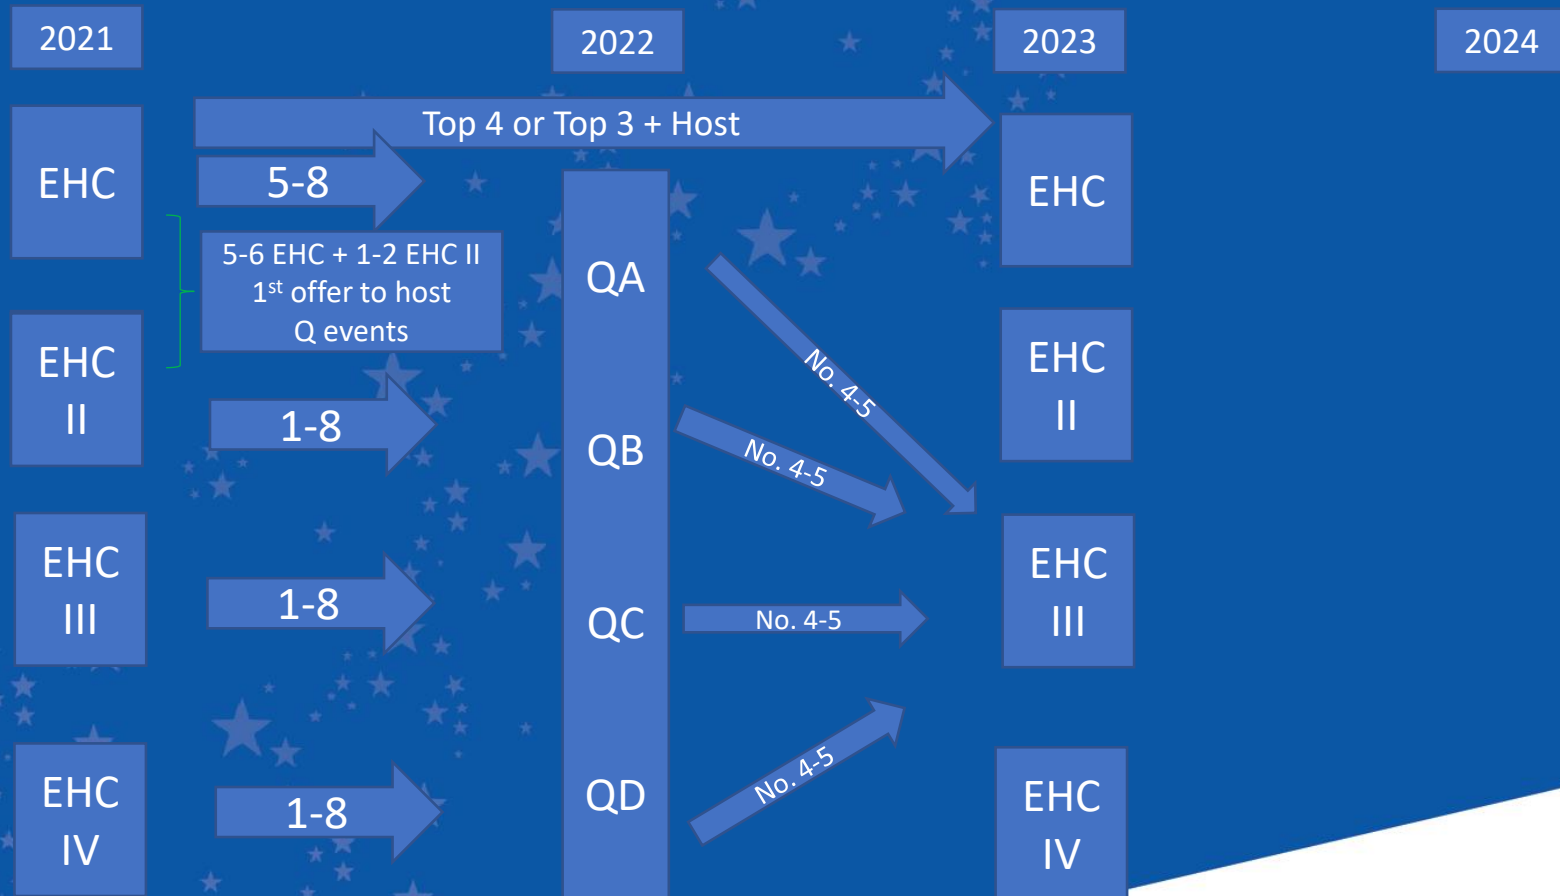 2021
2022
2023
2024
Top 4 or Top 3 + Host
EHC
5-8
EHC
5-6 EHC + 1-2 EHC II
1st offer to host
Q events
QA
No. 4-5
EHC
II
1-8
QB
No. 4-5
EHC
II
EHC
III
1-8
QC
No. 4-5
EHC
III
EHC
IV
1-8
QD
No. 4-5
EHC
IV